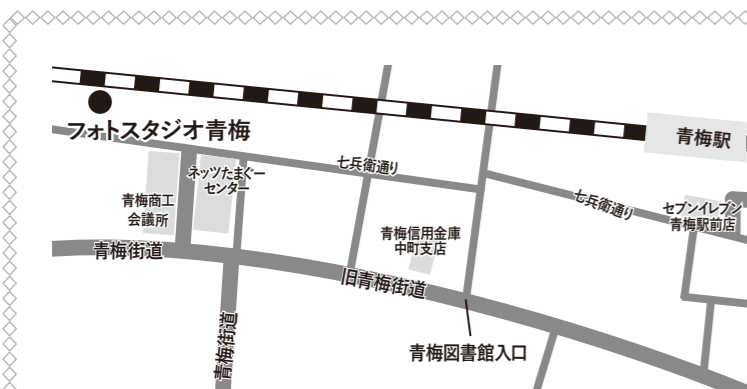 フォトスタジオ青梅
青梅駅
七兵衛通り
ネッツたまぐー
センター
青梅商工
会議所
七兵衛通り
セブンイレブン
青梅駅前店
青梅信用金庫
中町支店
青梅街道
旧青梅街道
青梅街道
青梅図書館入口